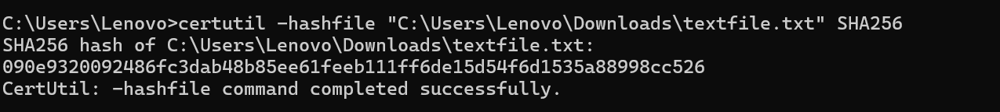 C:\Users\Lenovo>certutil -hashfile "C:\Users\Lenovo\Downloads\textfile.txt" SHA256
SHA256 hash of C:\Users\Lenovo\Downloads\textfile.txt:
090e9320092486fc3dab48b85ee61feeb111ff6de15d54f6d1535a88998cc526
CertUtil: -hashfile command completed successfully.